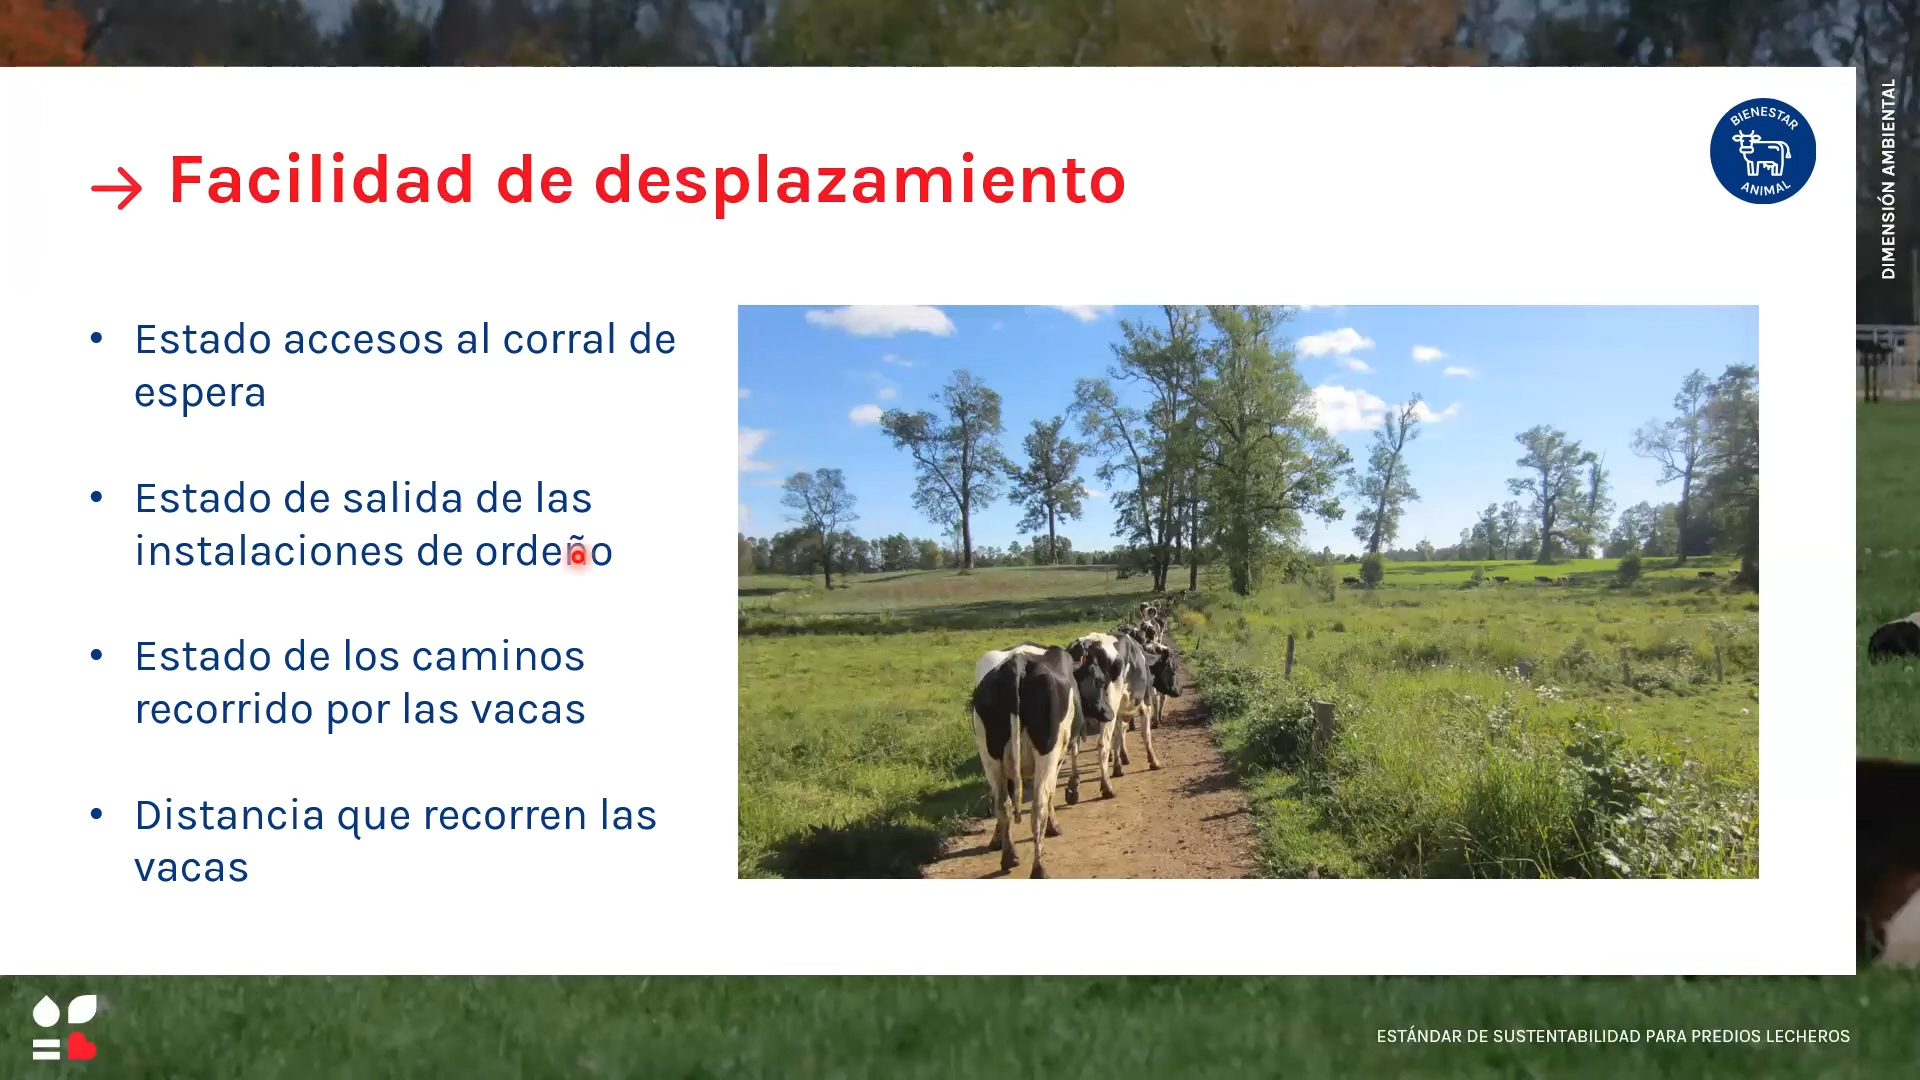 → Facilidad de desplazamiento
BIENESTAR
ANIMAL
DIMENSIÓN AMBIENTAL
• Estado accesos al corral de
espera
• Estado de salida de las
instalaciones de ordeño
• Estado de los caminos
recorrido por las vacas
• Distancia que recorren las
vacas
ESTÁNDAR DE SUSTENTABILIDAD PARA PREDIOS LECHEROS